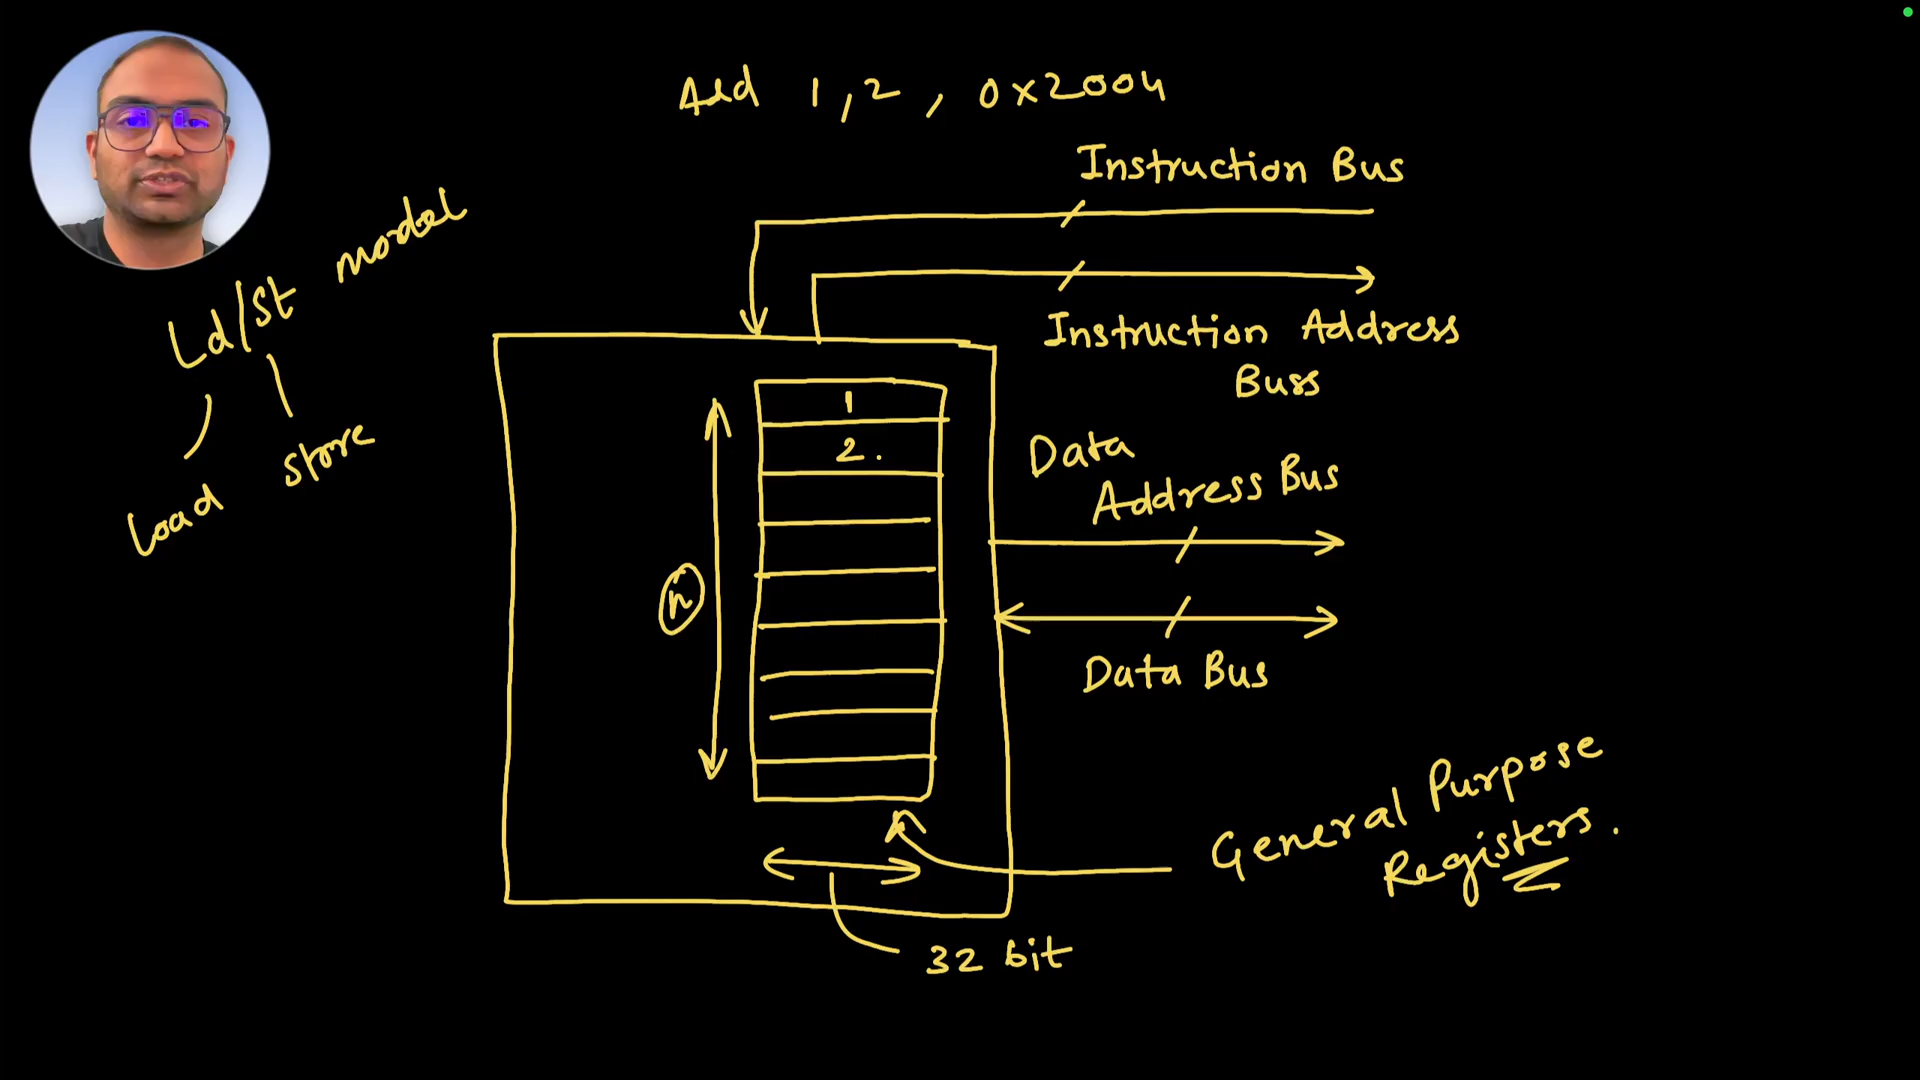 Add 1, 2, 0x2004
Instruction Bus
Ld/St model
Instruction Address
Buss
1
2.
Data
Address Bus
Load store
n
Data Bus
General Purpose
Registers.
32 bit